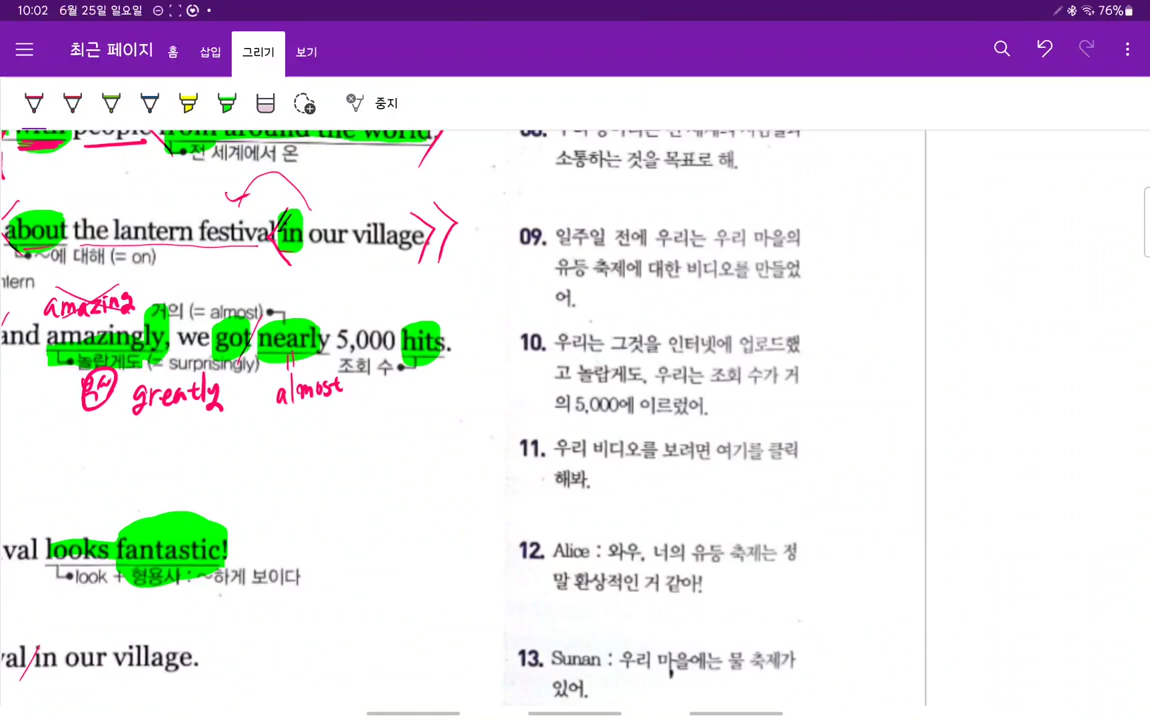 10:02 6월 25일 일요일 76%
최근 페이지 홈 삽입 그리기 보기
중지
with people from around the world.
전 세계에서 온
소통하는 것을 목표로 해.
about the lantern festival in our village.
~에 대해 (= on)
ntern
09. 일주일 전에 우리는 우리 마을의
유등 축제에 대한 비디오를 만들었
어.
amazing
거의 (= almost)
and amazingly, we got nearly 5,000 hits.
놀랍게도 (= surprisingly)
조회 수
greatly
almost
10. 우리는 그것을 인터넷에 업로드했
고 놀랍게도, 우리는 조회 수가 거
의 5,000에 이르렀어.
11. 우리 비디오를 보려면 여기를 클릭
해봐.
val looks fantastic!
look + 형용사 : ~하게 보이다
12. Alice : 와우, 너의 유등 축제는 정
말 환상적인 거 같아!
val in our village.
13. Sunan : 우리 마을에는 물 축제가
있어.